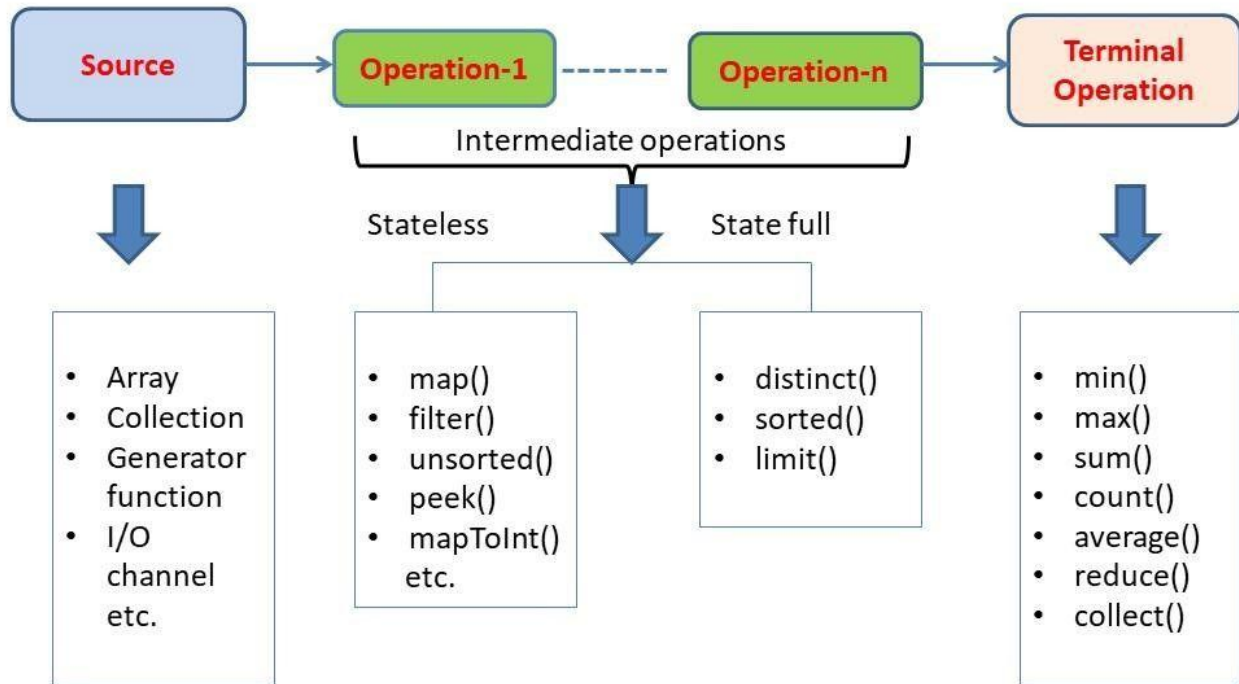 Source
Operation-1
Operation-n
Terminal
Operation
Intermediate operations
Stateless
State full
• Array
• Collection
• Generator
function
• I/O
channel
etc.
• map()
• filter()
• unsorted()
• peek()
• mapToInt()
etc.
• distinct()
• sorted()
• limit()
• min()
• max()
• sum()
• count()
• average()
• reduce()
• collect()